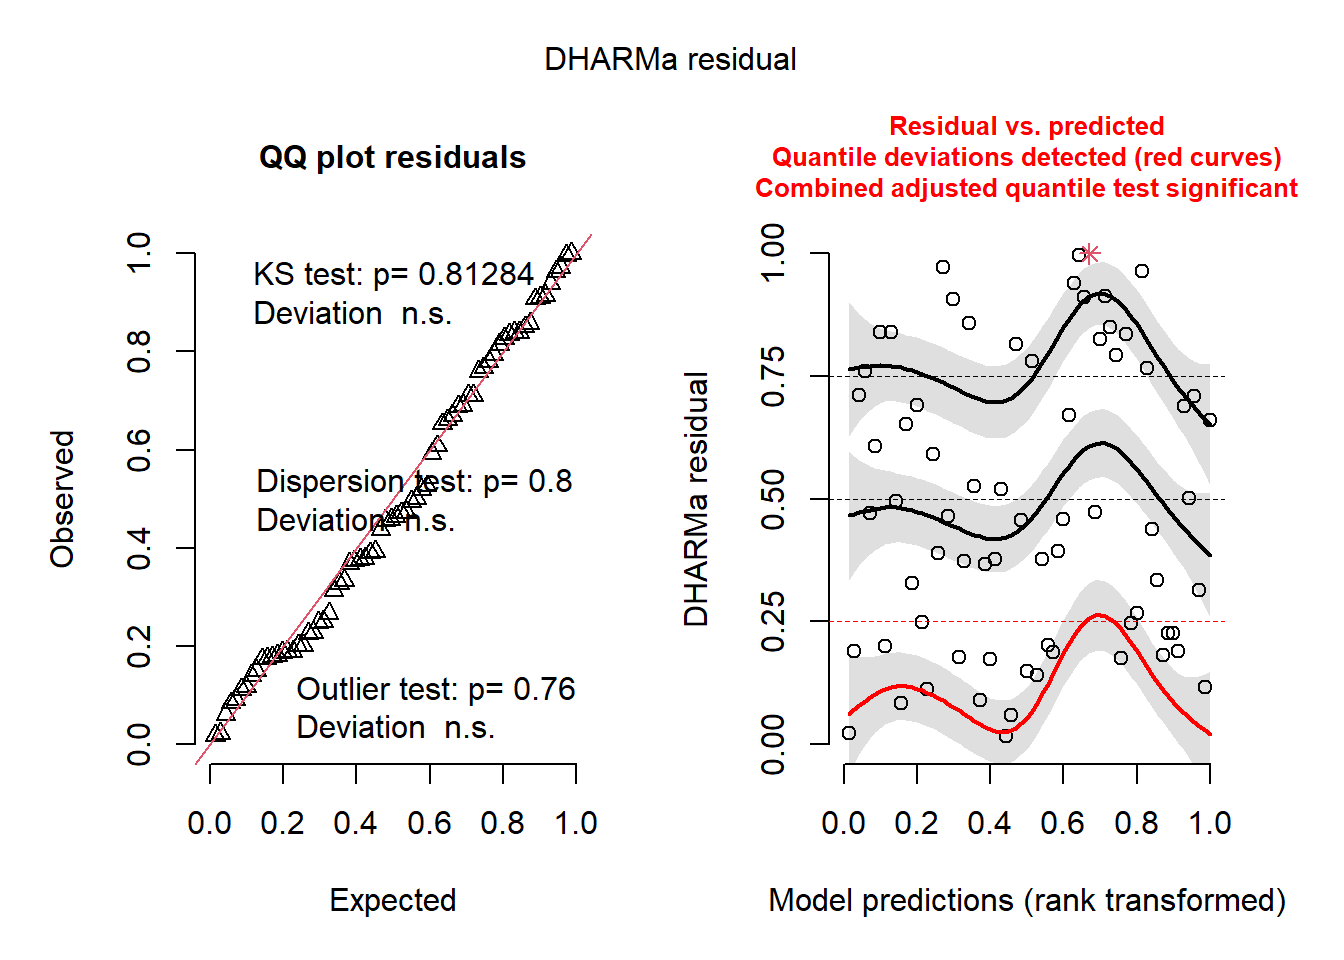 DHARMa residual
QQ plot residuals
KS test: p= 0.81284
Deviation  n.s.
Dispersion test: p= 0.8
Deviation  n.s.
Outlier test: p= 0.76
Deviation  n.s.
Observed
0.0
0.2
0.4
0.6
0.8
1.0
0.0 0.2 0.4 0.6 0.8 1.0
Expected
Residual vs. predicted
Quantile deviations detected (red curves)
Combined adjusted quantile test significant
DHARMa residual
0.00
0.25
0.50
0.75
1.00
0.0 0.2 0.4 0.6 0.8 1.0
Model predictions (rank transformed)